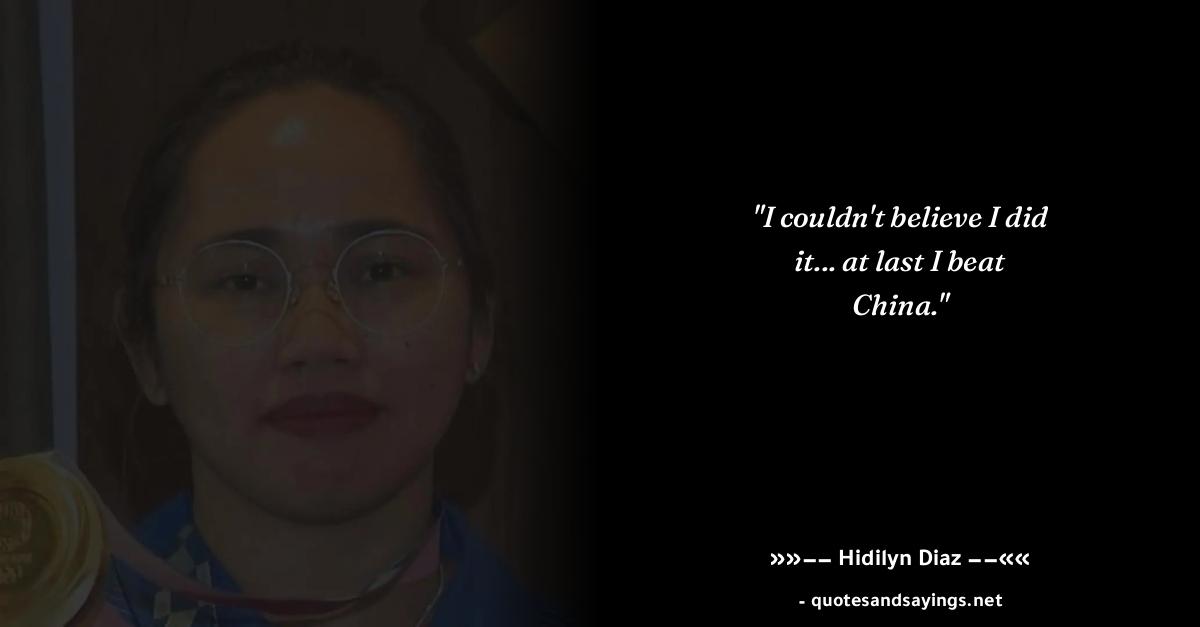 "I couldn't believe I did
it... at last I beat
China."
»»−− Hidilyn Diaz −−««
- quotesandsayings.net